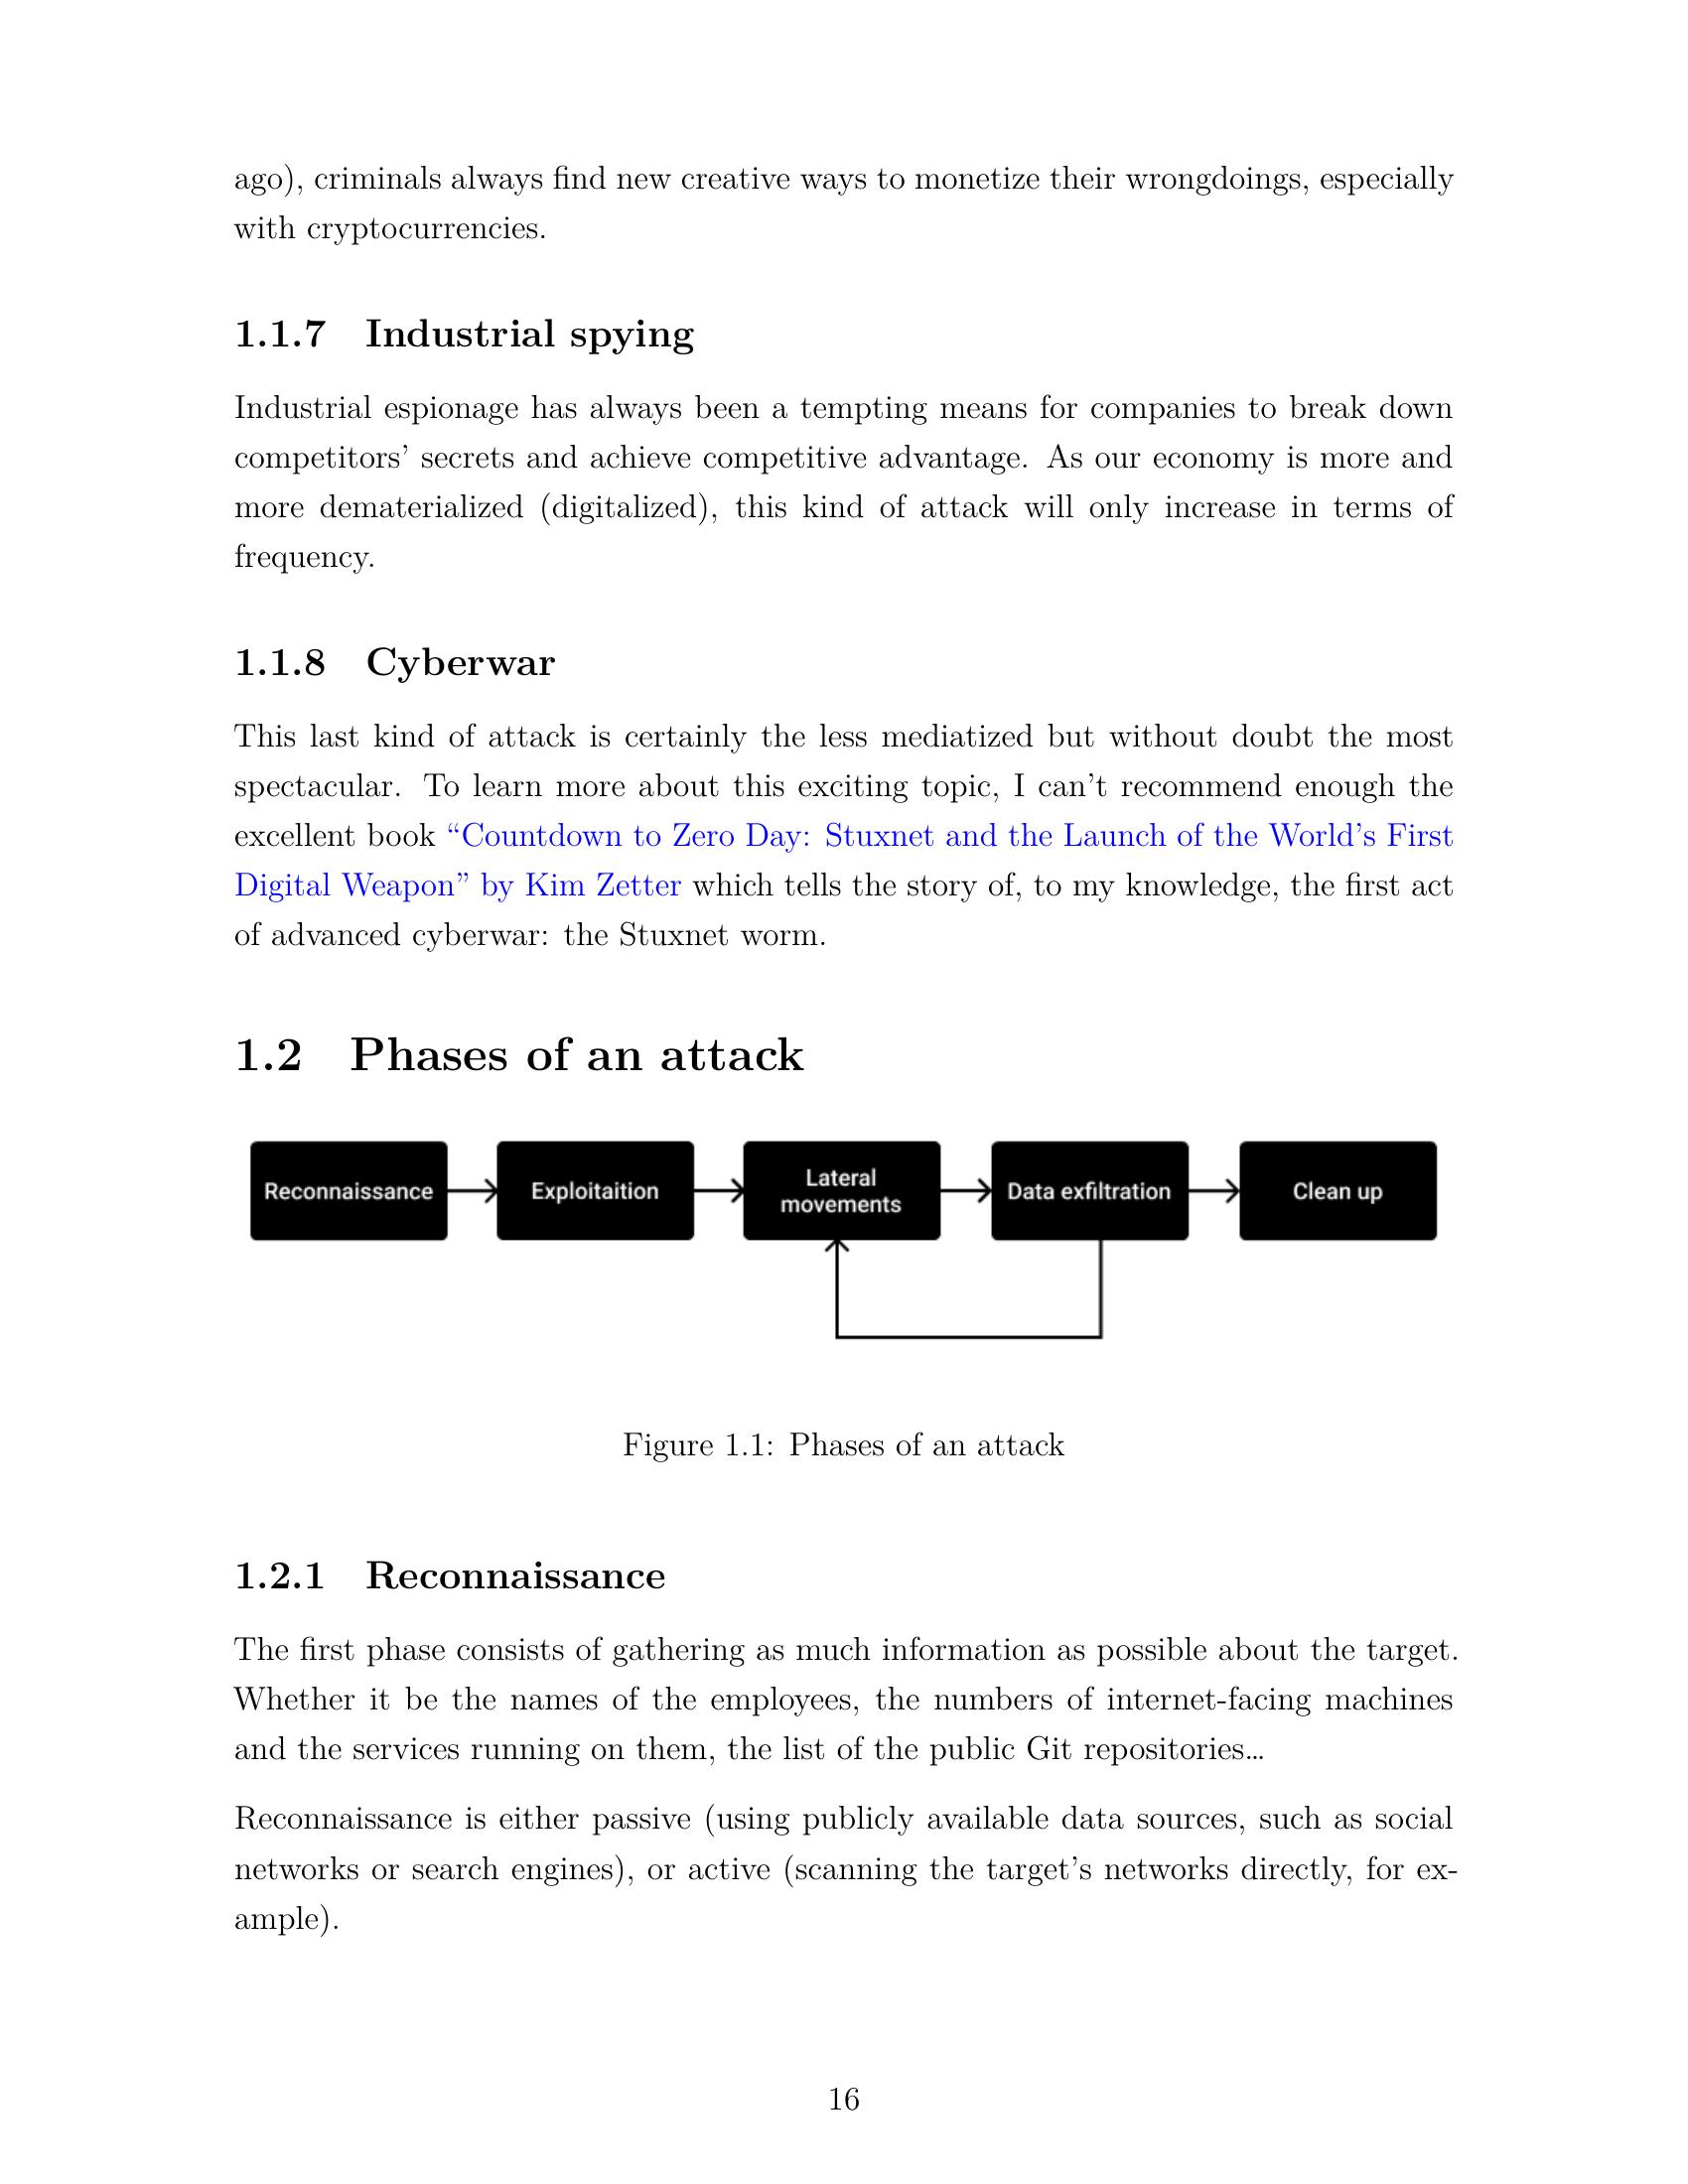 ago), criminals always find new creative ways to monetize their wrongdoings, especially
with cryptocurrencies.
1.1.7 Industrial spying
Industrial espionage has always been a tempting means for companies to break down
competitors’ secrets and achieve competitive advantage. As our economy is more and
more dematerialized (digitalized), this kind of attack will only increase in terms of
frequency.
1.1.8 Cyberwar
This last kind of attack is certainly the less mediatized but without doubt the most
spectacular. To learn more about this exciting topic, I can’t recommend enough the
excellent book “Countdown to Zero Day: Stuxnet and the Launch of the World’s First
Digital Weapon” by Kim Zetter which tells the story of, to my knowledge, the first act
of advanced cyberwar: the Stuxnet worm.
1.2 Phases of an attack
Reconnaissance
Exploitaition
Lateral
movements
Data exfiltration
Clean up
Figure 1.1: Phases of an attack
1.2.1 Reconnaissance
The first phase consists of gathering as much information as possible about the target.
Whether it be the names of the employees, the numbers of internet-facing machines
and the services running on them, the list of the public Git repositories…
Reconnaissance is either passive (using publicly available data sources, such as social
networks or search engines), or active (scanning the target’s networks directly, for ex-
ample).
16